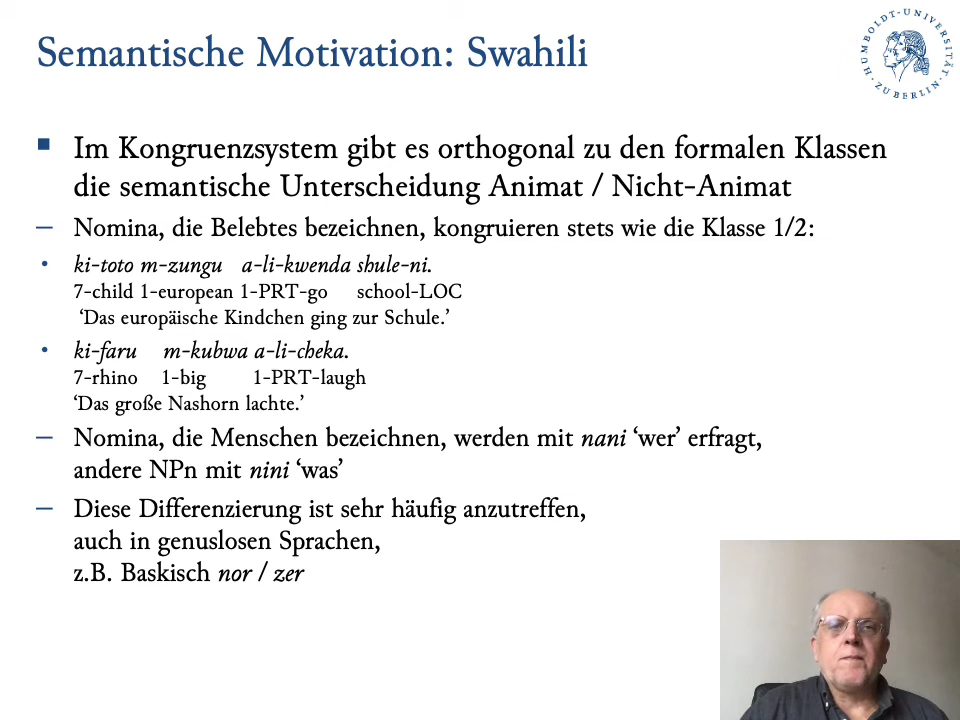 Semantische Motivation: Swahili
HUMBOLDT-UNIVERSITÄT ZU BERLIN
Im Kongruenzsystem gibt es orthogonal zu den formalen Klassen
die semantische Unterscheidung Animat / Nicht-Animat
– Nomina, die Belebtes bezeichnen, kongruieren stets wie die Klasse 1/2:
• ki-toto m-zungu a-li-kwenda shule-ni.
7-child 1-european 1-PRT-go school-LOC
‘Das europäische Kindchen ging zur Schule.’
• ki-faru m-kubwa a-li-cheka.
7-rhino 1-big 1-PRT-laugh
‘Das große Nashorn lachte.’
– Nomina, die Menschen bezeichnen, werden mit nani ‘wer’ erfragt,
andere NPn mit nini ‘was’
– Diese Differenzierung ist sehr häufig anzutreffen,
auch in genuslosen Sprachen,
z.B. Baskisch nor / zer